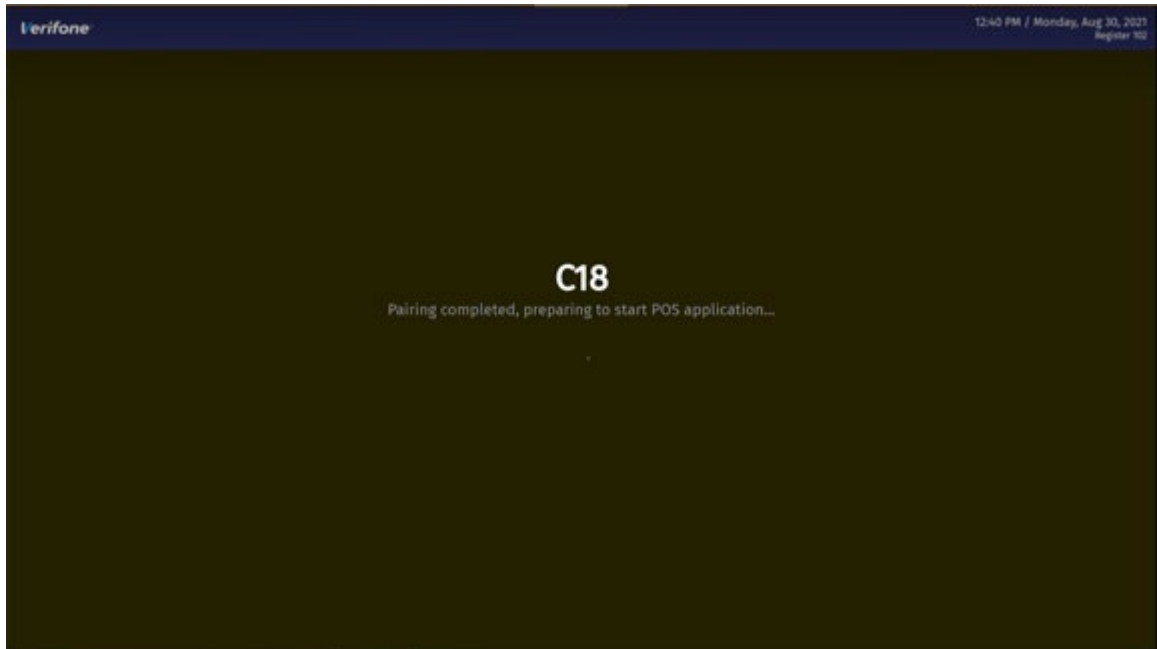 Verifone
12:40 PM / Monday, Aug 30, 2021
Register 102
C18
Pairing completed, preparing to start POS application...